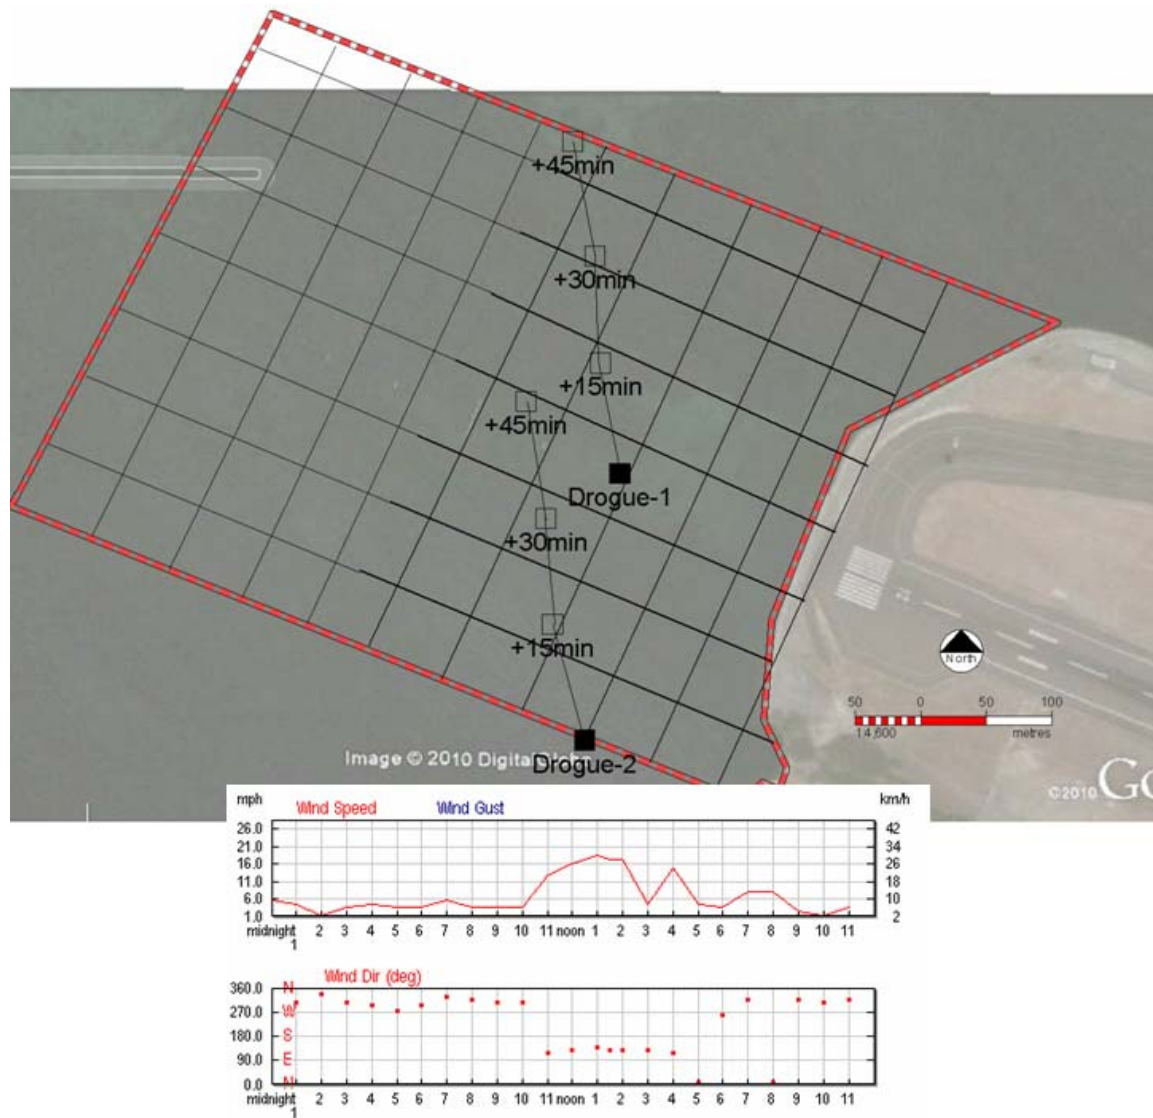 +45min
+30min
+15min
+45min
Drogue-1
+30min
+15min
North
50 0 50 100
1:4,600 metres
Image © 2010 Digital
Drogue-2
©2010 Go
mph Wind Speed Wind Gust km/h
26.0 42
21.0 34
16.0 26
11.0 18
6.0 10
1.0 2
midnight 1 2 3 4 5 6 7 8 9 10 11 noon 1 2 3 4 5 6 7 8 9 10 11
Wind Dir (deg)
360.0 N
270.0 W
180.0 S
90.0 E
0.0 N
midnight 1 2 3 4 5 6 7 8 9 10 11 noon 1 2 3 4 5 6 7 8 9 10 11